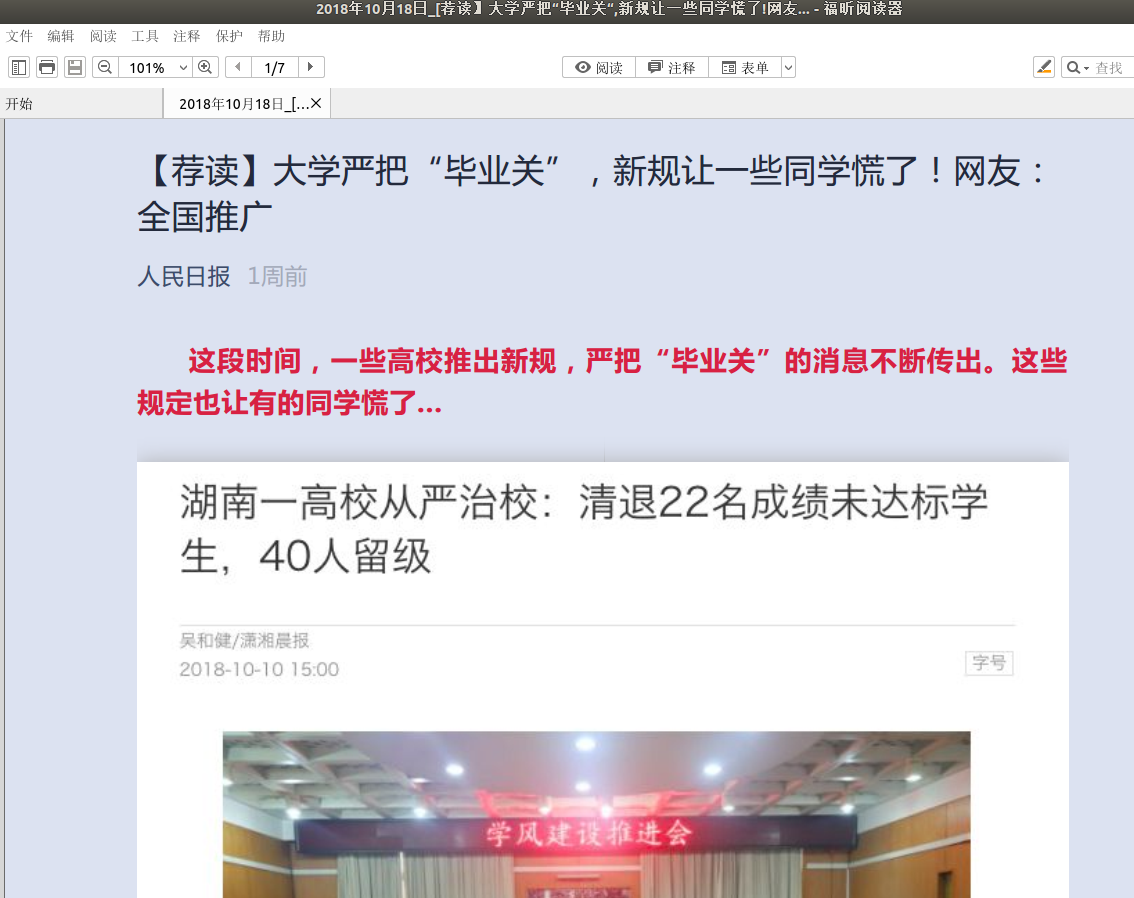 2018年10月18日_[荐读】大学严把“毕业关“,新规让一些同学慌了!网友... - 福昕阅读器
文件 编辑 阅读 工具 注释 保护 帮助
101% 1/7 阅读 注释 表单 查找
开始 2018年10月18日_[...×
【荐读】大学严把“毕业关”，新规让一些同学慌了！网友：
全国推广
人民日报 1周前
这段时间，一些高校推出新规，严把“毕业关”的消息不断传出。这些
规定也让有的同学慌了...
湖南一高校从严治校：清退22名成绩未达标学
生，40人留级
吴和健/潇湘晨报
2018-10-10 15:00
字号
学风建设推进会